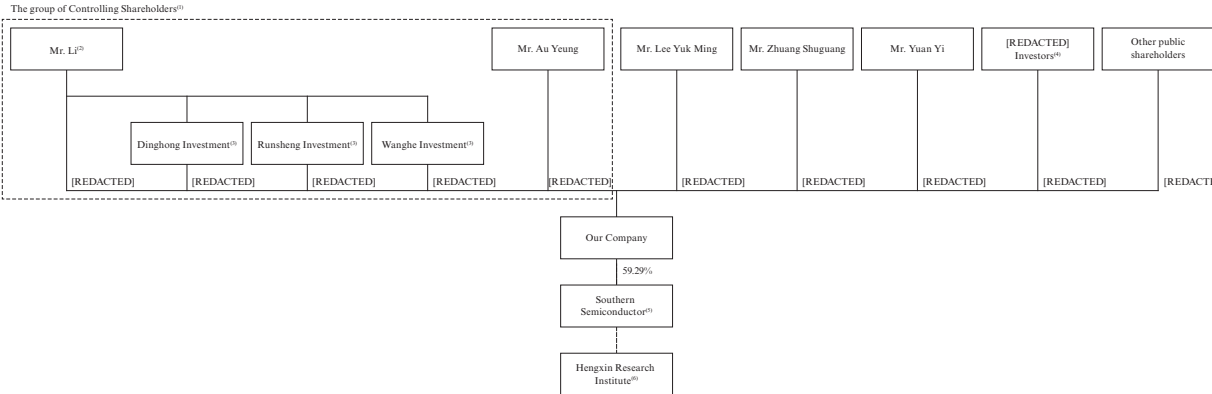 The group of Controlling Shareholders(1)
Mr. Li(2)
Mr. Au Yeung
Mr. Lee Yuk Ming
Mr. Zhuang Shuguang
Mr. Yuan Yi
[REDACTED]
Investors(4)
Other public
shareholders
Dinghong Investment(3)
Runsheng Investment(3)
Wanghe Investment(3)
[REDACTED]
[REDACTED]
[REDACTED]
[REDACTED]
[REDACTED]
[REDACTED]
[REDACTED]
[REDACTED]
[REDACTED]
[REDACT
Our Company
59.29%
Southern
Semiconductor(5)
Hengxin Research
Institute(6)